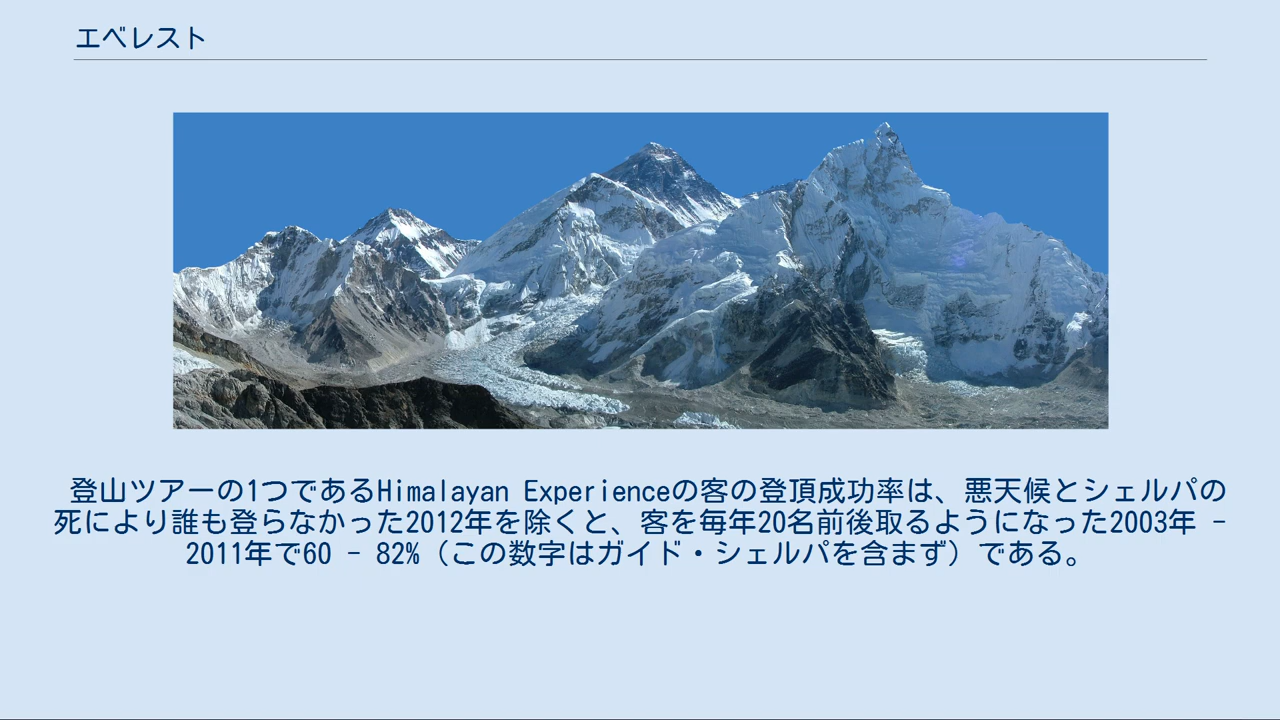 エベレスト
登山ツアーの1つであるHimalayan Experienceの客の登頂成功率は、悪天候とシェルパの
死により誰も登らなかった2012年を除くと、客を毎年20名前後取るようになった2003年 -
2011年で60 - 82%（この数字はガイド・シェルパを含まず）である。